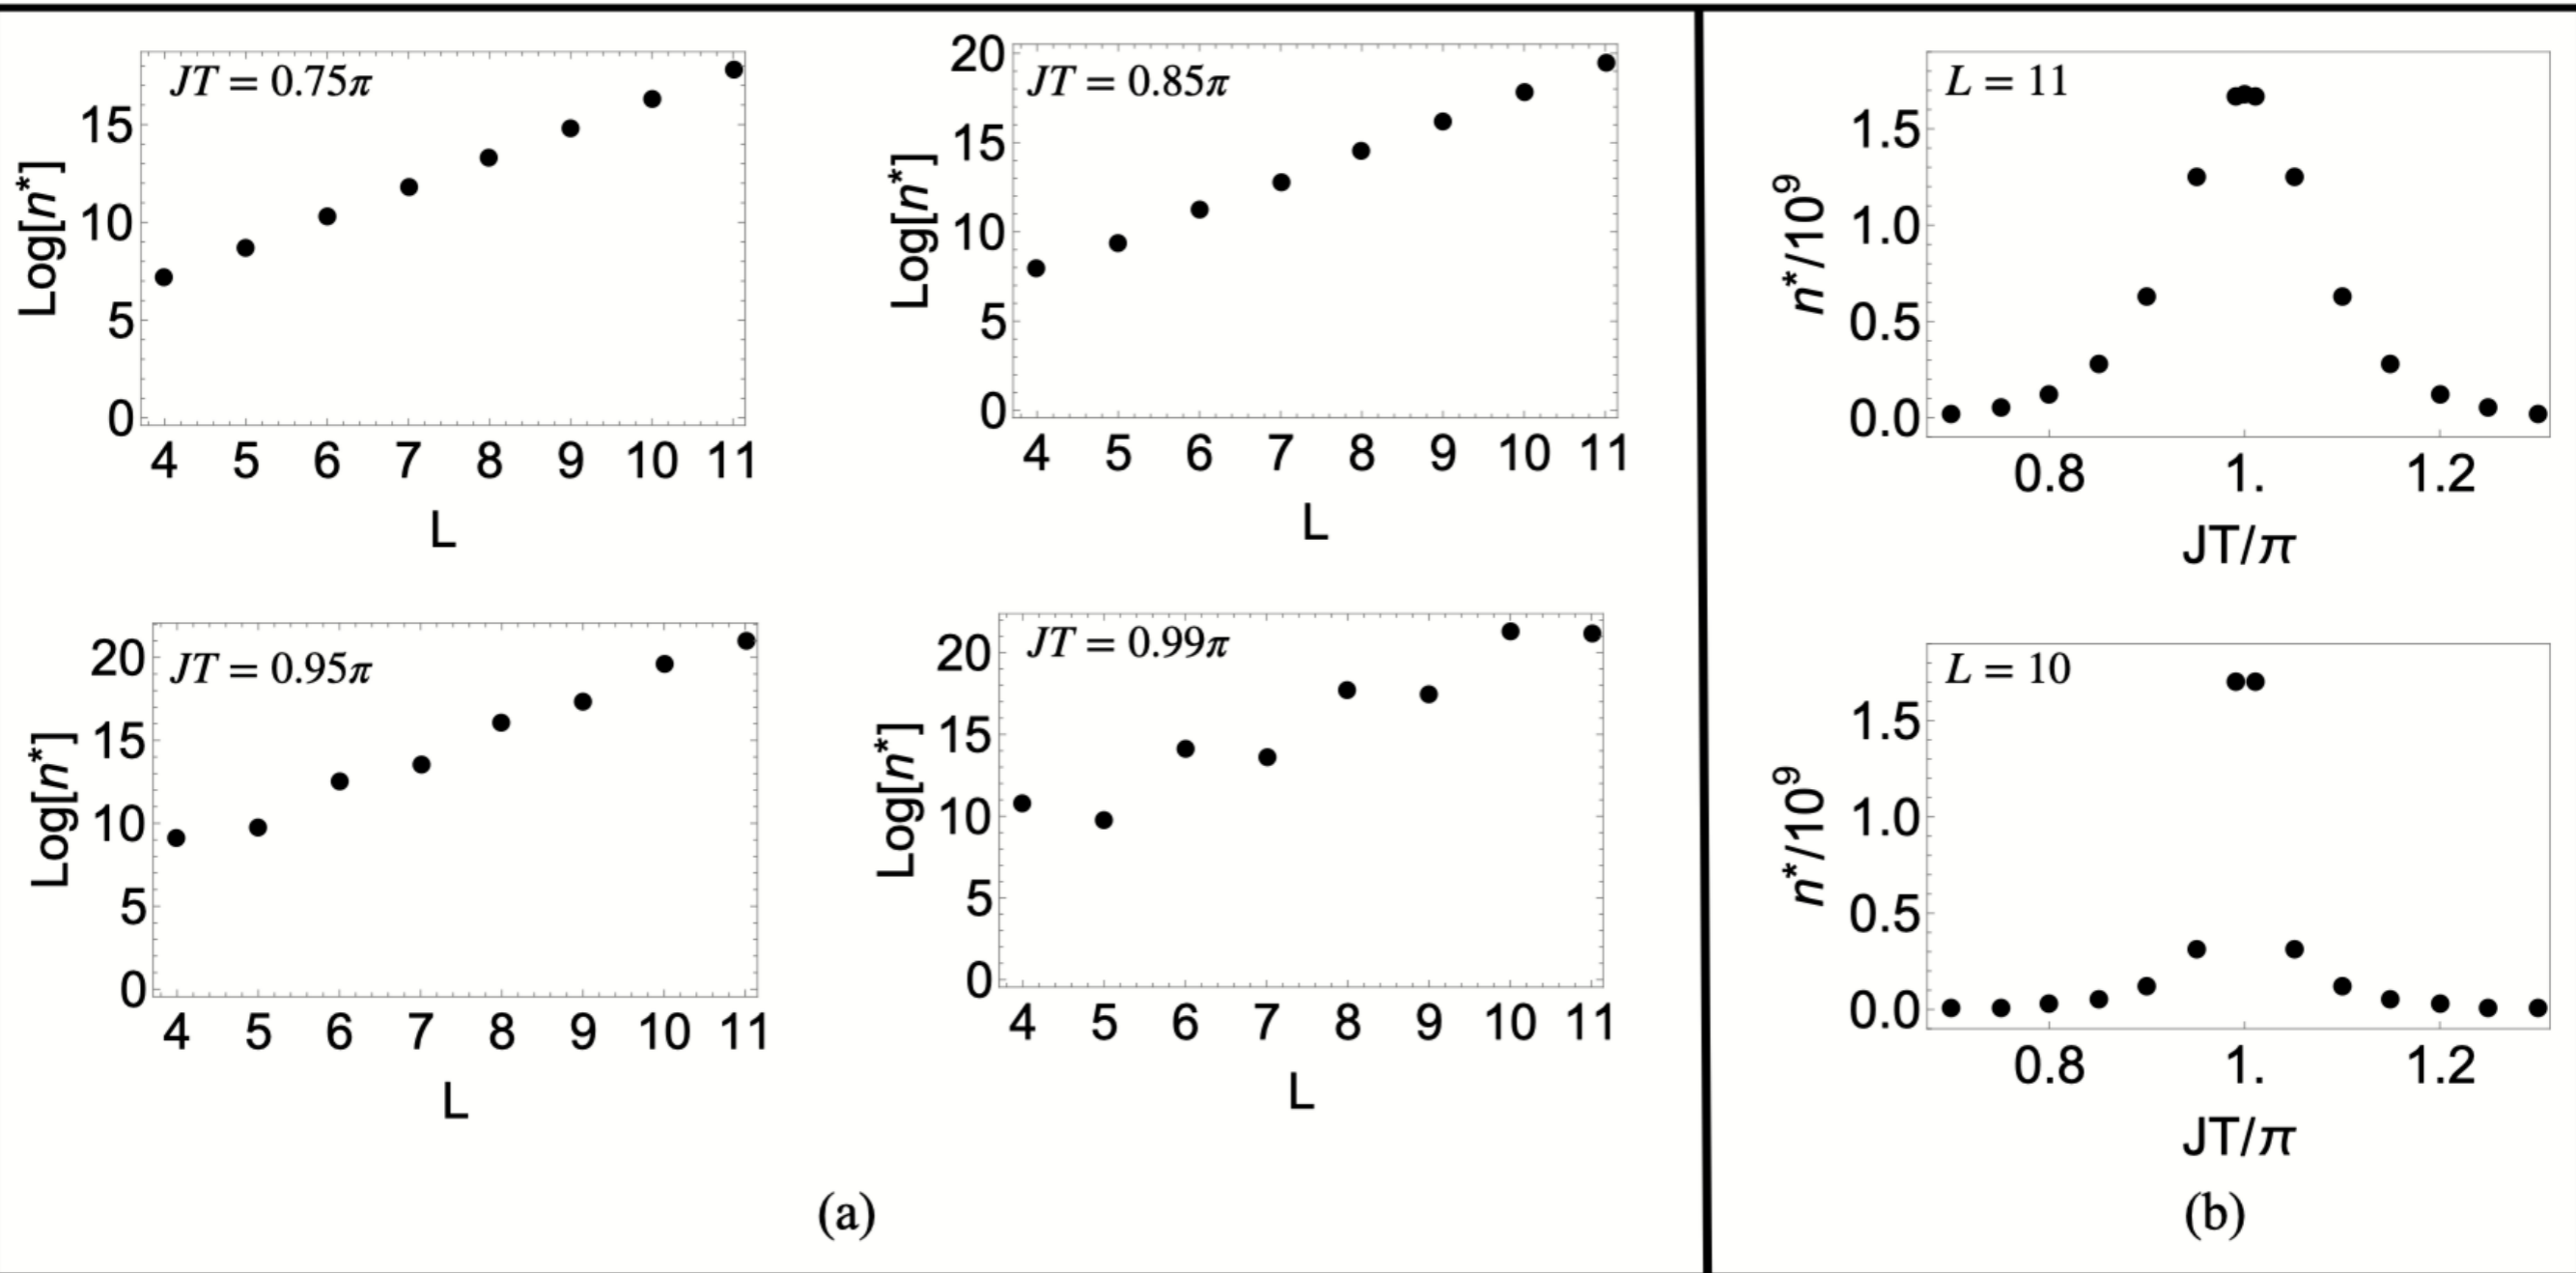 JT = 0.75π
Log[n*]
15
10
5
0
4 5 6 7 8 9 10 11
L
JT = 0.85π
Log[n*]
20
15
10
5
0
4 5 6 7 8 9 10 11
L
JT = 0.95π
Log[n*]
20
15
10
5
0
4 5 6 7 8 9 10 11
L
JT = 0.99π
Log[n*]
20
15
10
5
0
4 5 6 7 8 9 10 11
L
(a)
L = 11
n*/10⁹
1.5
1.0
0.5
0.0
0.8 1. 1.2
JT/π
L = 10
n*/10⁹
1.5
1.0
0.5
0.0
0.8 1. 1.2
JT/π
(b)